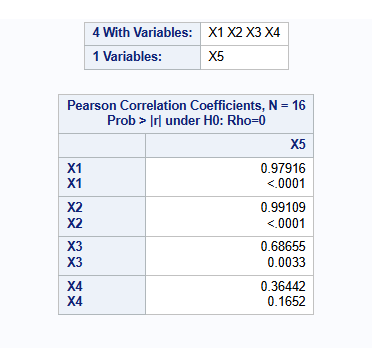 4 With Variables: X1 X2 X3 X4
1 Variables: X5
Pearson Correlation Coefficients, N = 16
Prob > |r| under H0: Rho=0
X5
X1 0.97916
X1 <.0001
X2 0.99109
X2 <.0001
X3 0.68655
X3 0.0033
X4 0.36442
X4 0.1652